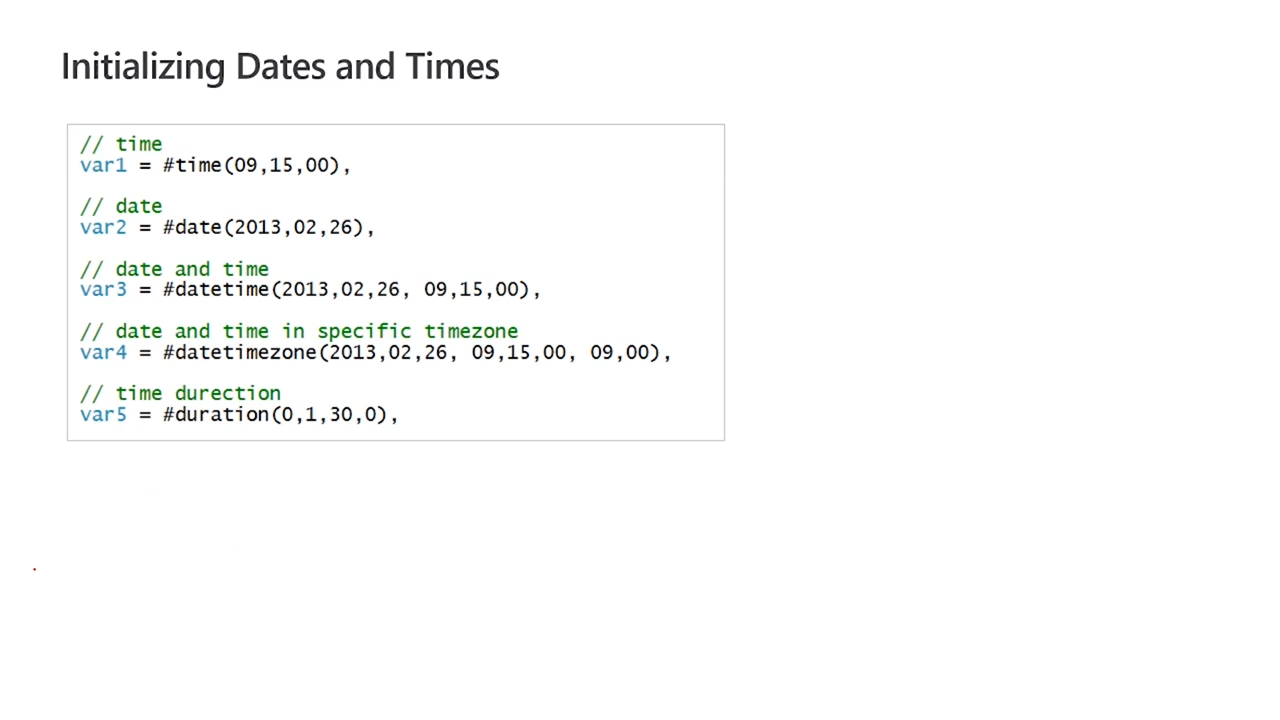 Initializing Dates and Times
// time
var1 = #time(09,15,00),
// date
var2 = #date(2013,02,26),
// date and time
var3 = #datetime(2013,02,26, 09,15,00),
// date and time in specific timezone
var4 = #datetimezone(2013,02,26, 09,15,00, 09,00),
// time durection
var5 = #duration(0,1,30,0),